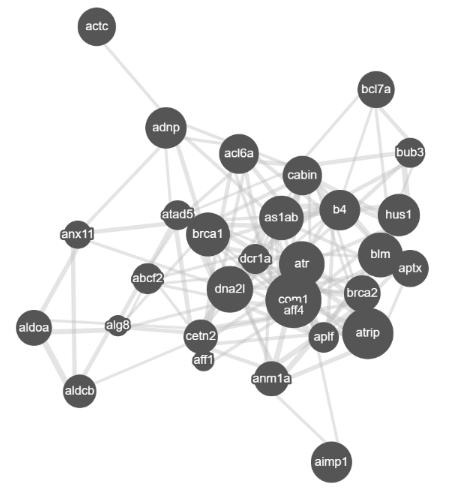 actc
bcl7a
adnp
acl6a
bub3
cabin
as1ab
b4
hus1
atad5
brca1
anx11
dcr1a
atr
blm
aptx
abcf2
dna2l
com1
aff4
brca2
aldoa
alg8
cetn2
aplf
atrip
aff1
anm1a
aldcb
aimp1